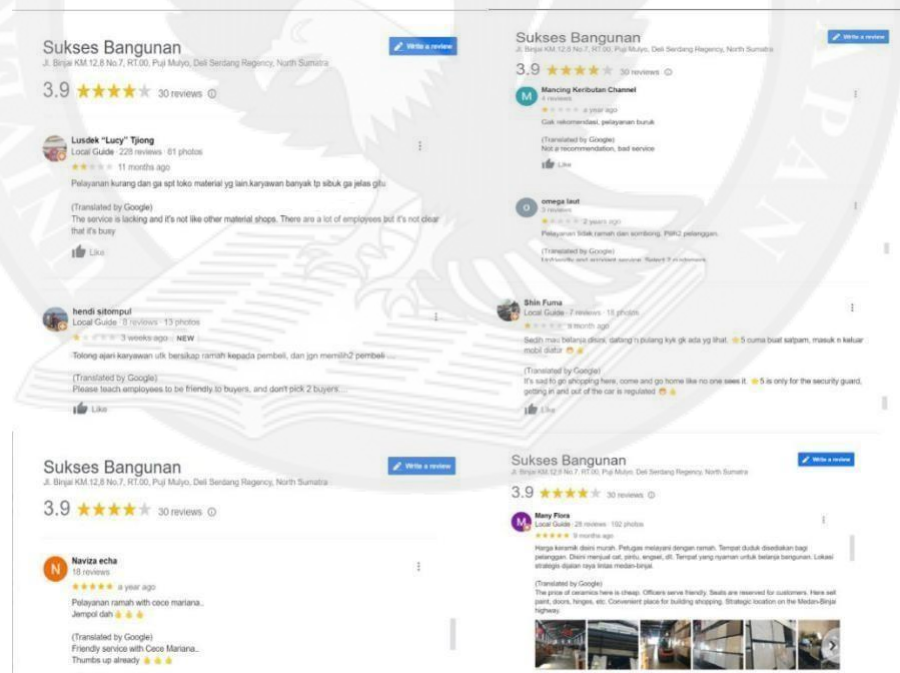 Sukses Bangunan
Jl. Binjai KM.12,8 No.7, RT.00, Puji Mulyo, Deli Serdang Regency, North Sumatra
Write a review
3.9
30 reviews
Lusdek "Lucy" Tjiong
Local Guide · 228 reviews · 61 photos
11 months ago
Pelayanan kurang dan ga spt toko material yg lain.karyawan banyak tp sibuk ga jelas gitu
(Translated by Google)
The service is lacking and it's not like other material shops. There are a lot of employees but it's not clear
that it's busy
Like
hendi sitompul
Local Guide · 8 reviews · 13 photos
3 weeks ago NEW
Tolong ajari karyawan utk bersikap ramah kepada pembeli, dan jgn memilih2 pembeli ....
(Translated by Google)
Please teach employees to be friendly to buyers, and don't pick 2 buyers....
Like
Sukses Bangunan
Jl. Binjai KM.12,8 No.7, RT.00, Puji Mulyo, Deli Serdang Regency, North Sumatra
Write a review
3.9
30 reviews
M
Mancing Keributan Channel
4 reviews
a year ago
Gak rekomendasi, pelayanan buruk
(Translated by Google)
Not a recommendation, bad service
Like
o
omega laut
3 reviews
2 years ago
Pelayanan tidak ramah dan sombong. Pilih2 pelanggan.
(Translated by Google)
Unfriendly and arrogant service. Select 2 customers.
Shin Fuma
Local Guide · 7 reviews · 18 photos
a month ago
Sedih mau belanja disini, datang n pulang kyk gk ada yg lihat. ⭐5 cuma buat satpam, masuk n keluar
mobil diatur
(Translated by Google)
It's sad to go shopping here, come and go home like no one sees it. ⭐5 is only for the security guard,
getting in and out of the car is regulated
Like
Sukses Bangunan
Jl. Binjai KM.12,8 No.7, RT.00, Puji Mulyo, Deli Serdang Regency, North Sumatra
Write a review
3.9
30 reviews
N
Naviza echa
18 reviews
a year ago
Pelayanan ramah with cece mariana..
Jempol dah 👍👍👍
(Translated by Google)
Friendly service with Cece Mariana..
Thumbs up already 👍👍👍
Sukses Bangunan
Jl. Binjai KM.12,8 No.7, RT.00, Puji Mulyo, Deli Serdang Regency, North Sumatra
Write a review
3.9
30 reviews
M
Many Flora
Local Guide · 28 reviews · 102 photos
9 months ago
Harga keramik disini murah. Petugas melayani dengan ramah. Tempat duduk disediakan bagi
pelanggan. Disini menjual cat, pintu, engsel, dll. Tempat yang nyaman untuk belanja bangunan. Lokasi
strategis dijalan raya lintas medan-binjai.
(Translated by Google)
The price of ceramics here is cheap. Officers serve friendly. Seats are reserved for customers. Here sell
paint, doors, hinges, etc. Convenient place for building shopping. Strategic location on the Medan-Binjai
highway.